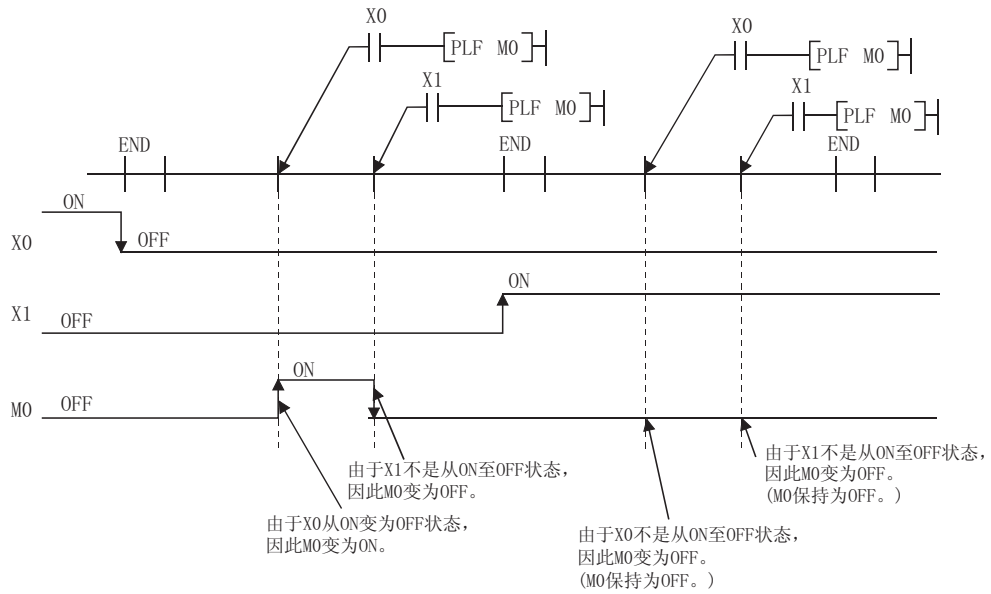 X0
PLF M0
X1
PLF M0
X0
PLF M0
X1
PLF M0
END
END
END
ON
X0
OFF
ON
X1
OFF
ON
M0
OFF
由于X1不是从ON至OFF状态，
因此M0变为OFF。
由于X0从ON变为OFF状态，
因此M0变为ON。
由于X1不是从ON至OFF状态，
因此M0变为OFF。
(M0保持为OFF。)
由于X0不是从ON至OFF状态，
因此M0变为OFF。
(M0保持为OFF。)